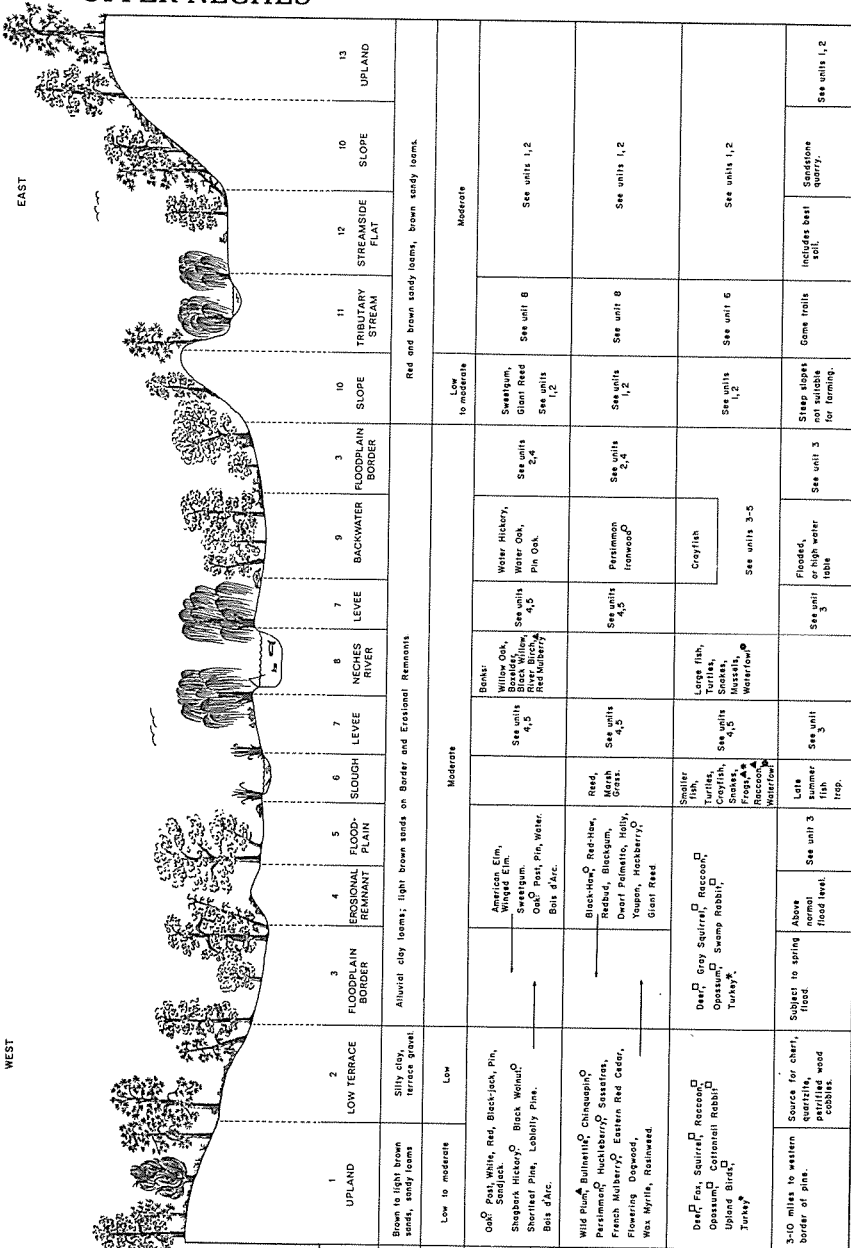 UPPER NECHES
WEST
EAST
1
UPLAND
2
LOW TERRACE
3
FLOODPLAIN
BORDER
4
EROSIONAL
REMNANT
5
FLOOD-
PLAIN
6
SLOUGH
7
LEVEE
8
NECHES
RIVER
7
LEVEE
9
BACKWATER
3
FLOODPLAIN
BORDER
10
SLOPE
11
TRIBUTARY
STREAM
12
STREAMSIDE
FLAT
10
SLOPE
13
UPLAND
Brown to light brown
sands, sandy loams
Silty clay,
terrace gravel.
Alluvial clay loams; light brown sands on Border and Erosional Remnants
Red and brown sandy loams, brown sandy loams.
Low to moderate
Low
Moderate
Low
to moderate
Moderate
Oak: Post, White, Red, Black-jack, Pin,
Sandjack.
Shagbark Hickory, Black Walnut,
Shortleaf Pine, Loblolly Pine.
Bois d'Arc.
American Elm,
Winged Elm.
Sweetgum.
Oak: Post, Pin, Water.
Bois d'Arc.
See units
4,5
Banks:
Willow Oak,
Boxelder,
Black Willow,
River Birch,
Red Mulberry▲
See units
4,5
Water Hickory,
Water Oak,
Pin Oak.
See units
2,4
Sweetgum,
Giant Reed
See units
1,2
See unit 8
See units 1,2
Wild Plum,▲ Bullnettle, Chinquapin,
Persimmon, Huckleberry, Sassafras,
French Mulberry, Eastern Red Cedar,
Flowering Dogwood,
Wax Myrtle, Rosinweed.
Black-Haw, Red-Haw,
Redbud, Blackgum,
Dwarf Palmetto, Holly,
Yaupon, Hackberry,
Giant Reed.
Reed,
Marsh
Grass.
See units
4,5
See units
4,5
Persimmon
Ironwood
See units
2,4
See units
1,2
See unit 8
See units 1,2
Deer, Fox, Squirrel, Raccoon,
Opossum, Cottontail Rabbit
Upland Birds,
Turkey*
Deer, Gray Squirrel, Raccoon,
Opossum, Swamp Rabbit,
Turkey*.
Smaller
fish,
Turtles,
Crayfish,
Snakes,
Frogs,
Raccoon,
Waterfowl
See units
4,5
Large fish,
Turtles,
Snakes,
Mussels,
Waterfowl
Crayfish
See units 3-5
See units
1,2
See unit 6
See units 1,2
3-10 miles to western
border of pine.
Source for chert,
quartzite,
petrified wood
cobbles.
Subject to spring
flood.
Above
normal
flood level.
See unit 3
Late
summer
fish
trap.
See unit
3
See unit
3
Flooded,
or high water
table
See unit 3
Steep slopes
not suitable
for farming.
Game trails
Includes best
soil.
Sandstone
quarry.
See units 1, 2